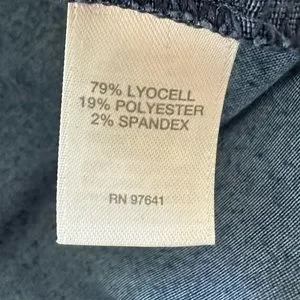 79% LYOCELL
19% POLYESTER
2% SPANDEX
RN 97641